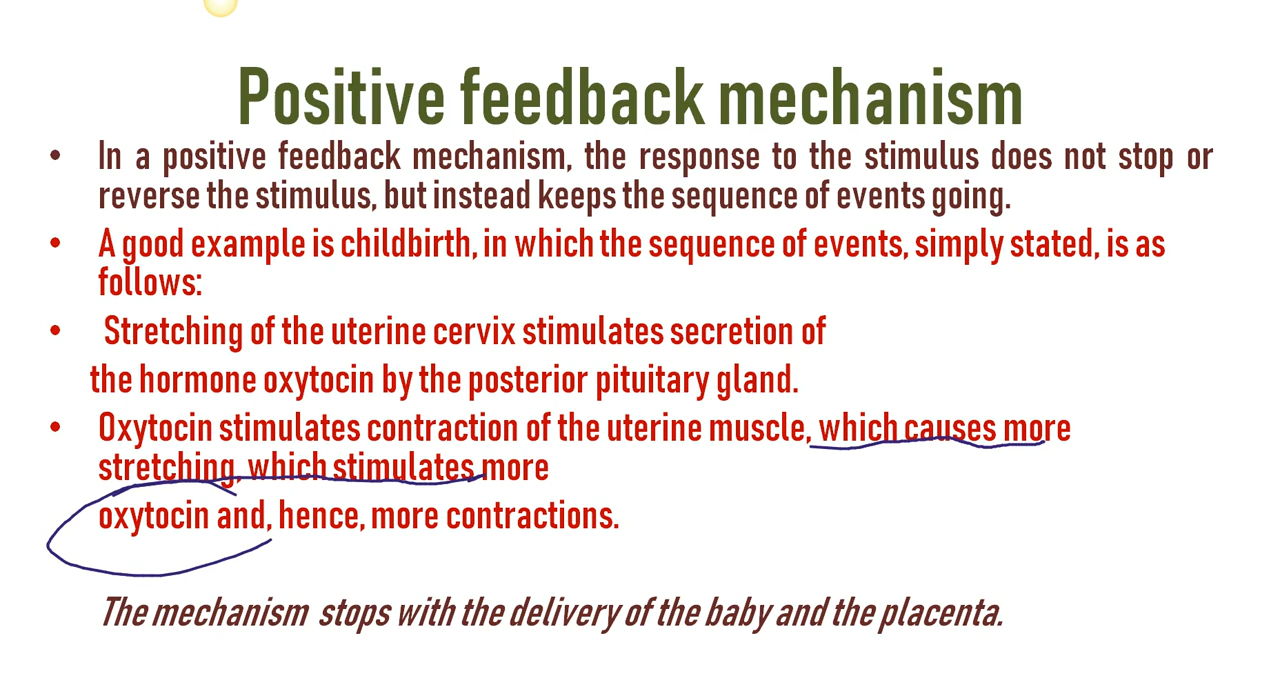 Positive feedback mechanism
• In a positive feedback mechanism, the response to the stimulus does not stop or
reverse the stimulus, but instead keeps the sequence of events going.
• A good example is childbirth, in which the sequence of events, simply stated, is as
follows:
• Stretching of the uterine cervix stimulates secretion of
the hormone oxytocin by the posterior pituitary gland.
• Oxytocin stimulates contraction of the uterine muscle, which causes more
stretching, which stimulates more
oxytocin and, hence, more contractions.
The mechanism stops with the delivery of the baby and the placenta.